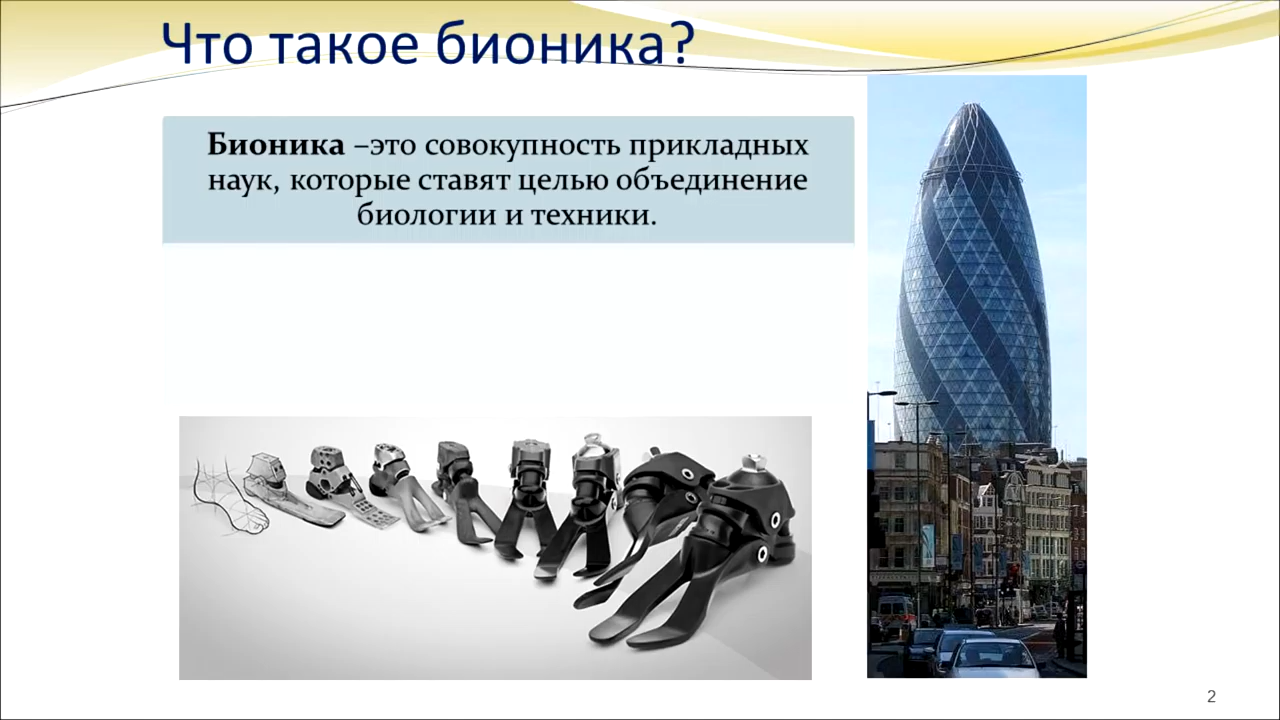 Что такое бионика?
Бионика –это совокупность прикладных
наук, которые ставят целью объединение
биологии и техники.
2